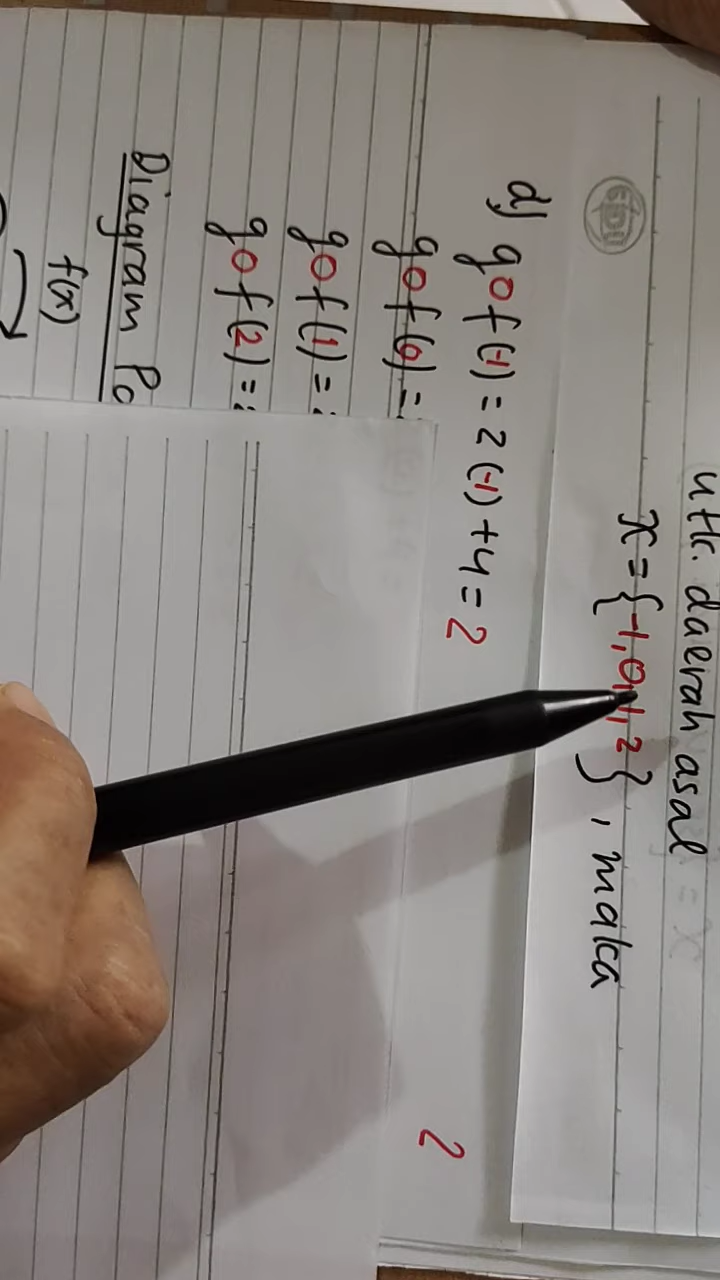 utk. daerah asal
x = {-1, 0, 1, 2}, maka
d) gof(-1) = 2(-1) + 4 = 2
gof(0) =
gof(1) =
gof(2) =
2
Diagram
f(x)